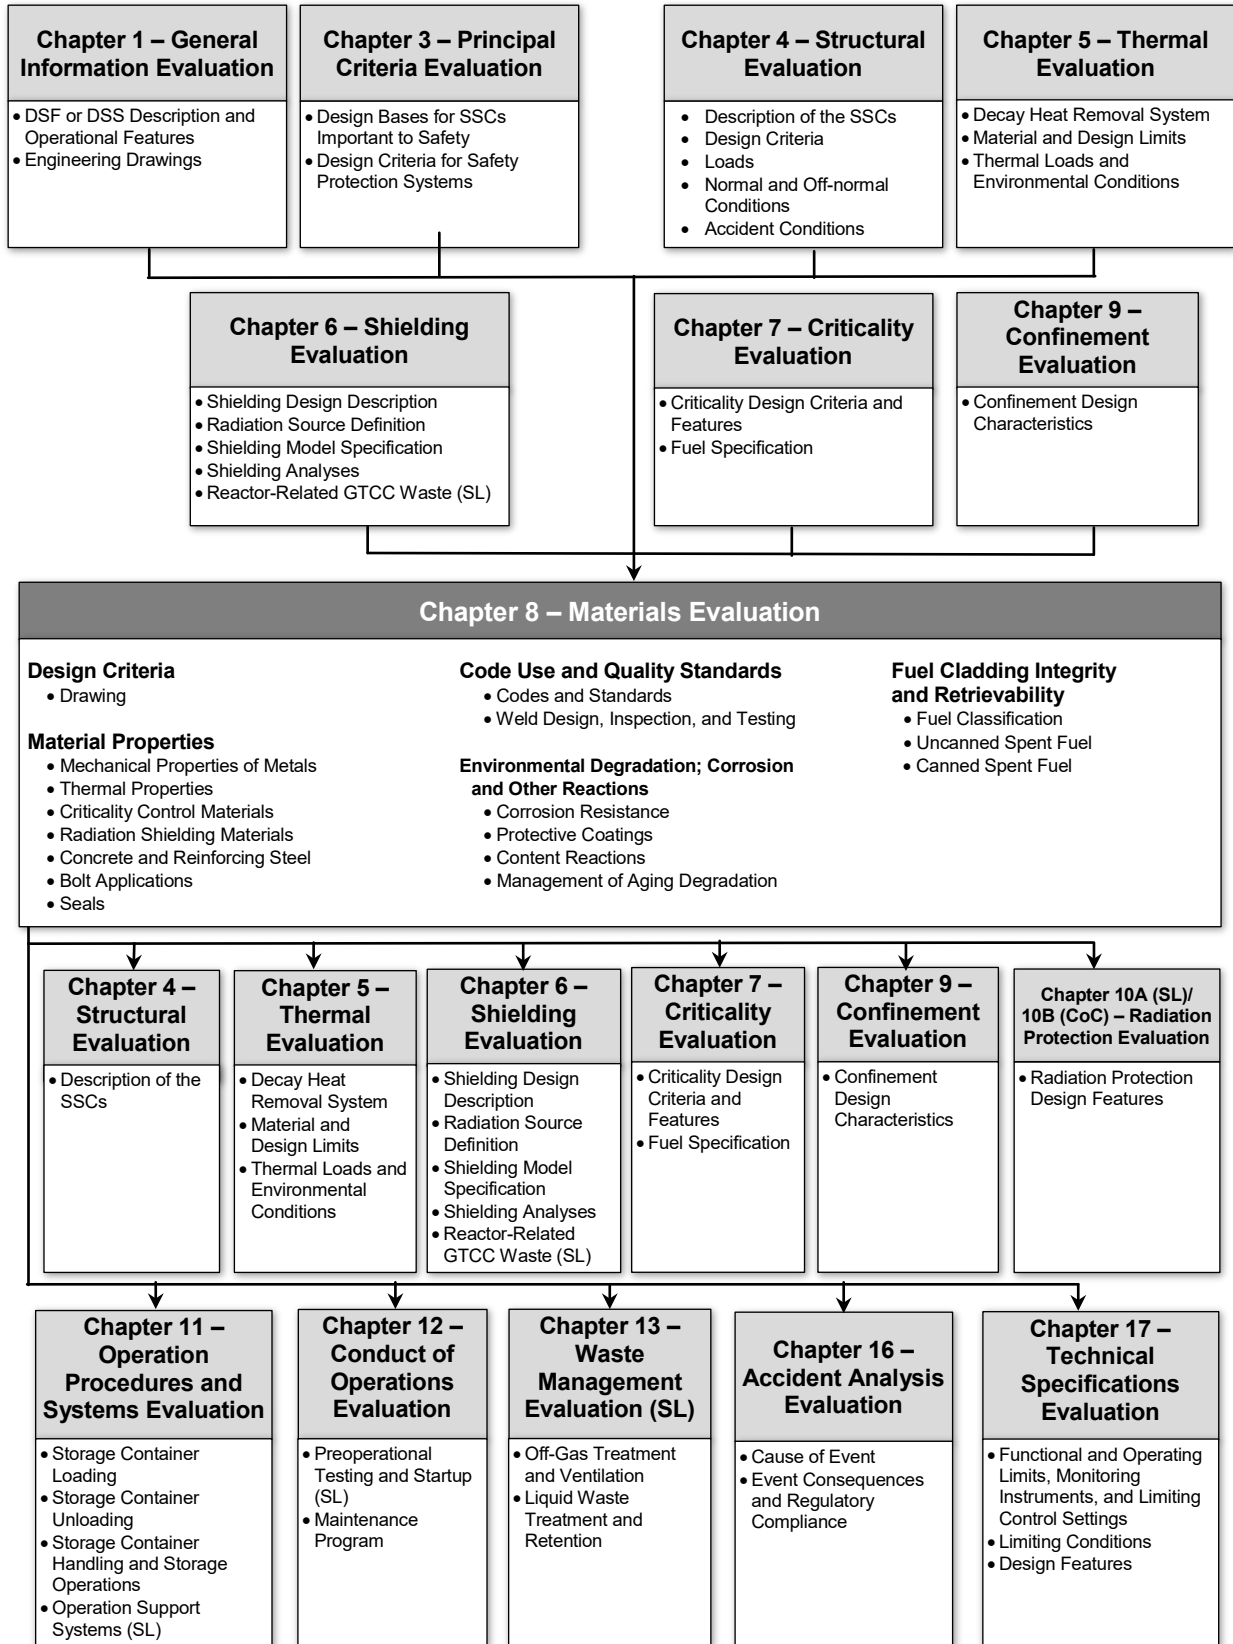 Chapter 1 – General
Information Evaluation
• DSF or DSS Description and
Operational Features
• Engineering Drawings
Chapter 3 – Principal
Criteria Evaluation
• Design Bases for SSCs
Important to Safety
• Design Criteria for Safety
Protection Systems
Chapter 4 – Structural
Evaluation
• Description of the SSCs
• Design Criteria
• Loads
• Normal and Off-normal
Conditions
• Accident Conditions
Chapter 5 – Thermal
Evaluation
• Decay Heat Removal System
• Material and Design Limits
• Thermal Loads and
Environmental Conditions
Chapter 6 – Shielding
Evaluation
• Shielding Design Description
• Radiation Source Definition
• Shielding Model Specification
• Shielding Analyses
• Reactor-Related GTCC Waste (SL)
Chapter 7 – Criticality
Evaluation
• Criticality Design Criteria and
Features
• Fuel Specification
Chapter 9 –
Confinement
Evaluation
• Confinement Design
Characteristics
Chapter 8 – Materials Evaluation
Design Criteria
• Drawing
Material Properties
• Mechanical Properties of Metals
• Thermal Properties
• Criticality Control Materials
• Radiation Shielding Materials
• Concrete and Reinforcing Steel
• Bolt Applications
• Seals
Code Use and Quality Standards
• Codes and Standards
• Weld Design, Inspection, and Testing
Environmental Degradation; Corrosion
and Other Reactions
• Corrosion Resistance
• Protective Coatings
• Content Reactions
• Management of Aging Degradation
Fuel Cladding Integrity
and Retrievability
• Fuel Classification
• Uncanned Spent Fuel
• Canned Spent Fuel
Chapter 4 –
Structural
Evaluation
• Description of the
SSCs
Chapter 5 –
Thermal
Evaluation
• Decay Heat
Removal System
• Material and
Design Limits
• Thermal Loads and
Environmental
Conditions
Chapter 6 –
Shielding
Evaluation
• Shielding Design
Description
• Radiation Source
Definition
• Shielding Model
Specification
• Shielding Analyses
• Reactor-Related
GTCC Waste (SL)
Chapter 7 –
Criticality
Evaluation
• Criticality Design
Criteria and
Features
• Fuel Specification
Chapter 9 –
Confinement
Evaluation
• Confinement
Design
Characteristics
Chapter 10A (SL)/
10B (CoC) – Radiation
Protection Evaluation
• Radiation Protection
Design Features
Chapter 11 –
Operation
Procedures and
Systems Evaluation
• Storage Container
Loading
• Storage Container
Unloading
• Storage Container
Handling and Storage
Operations
• Operation Support
Systems (SL)
Chapter 12 –
Conduct of
Operations
Evaluation
• Preoperational
Testing and Startup
(SL)
• Maintenance
Program
Chapter 13 –
Waste
Management
Evaluation (SL)
• Off-Gas Treatment
and Ventilation
• Liquid Waste
Treatment and
Retention
Chapter 16 –
Accident Analysis
Evaluation
• Cause of Event
• Event Consequences
and Regulatory
Compliance
Chapter 17 –
Technical
Specifications
Evaluation
• Functional and Operating
Limits, Monitoring
Instruments, and Limiting
Control Settings
• Limiting Conditions
• Design Features